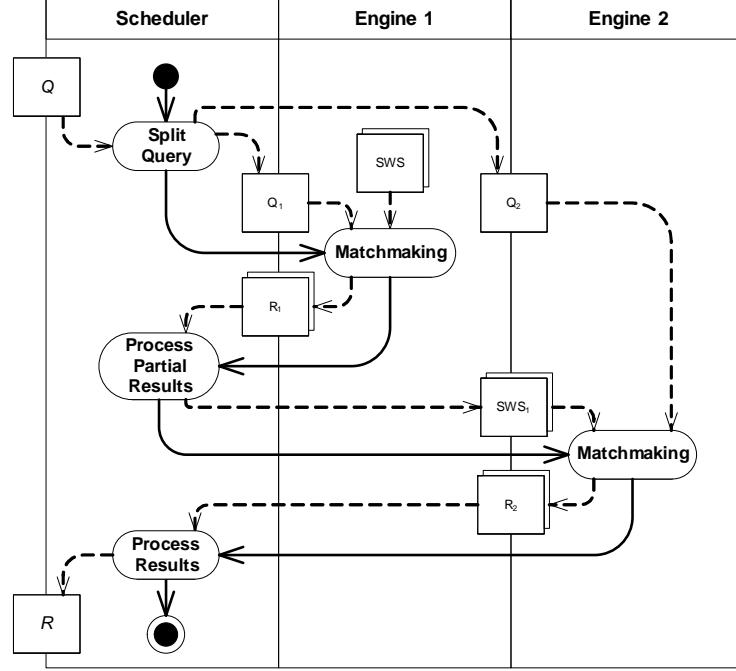 Scheduler
Engine 1
Engine 2
Q
Split
Query
SWS
Q₁
Q₂
Matchmaking
R₁
Process
Partial
Results
SWS₁
Matchmaking
R₂
Process
Results
R